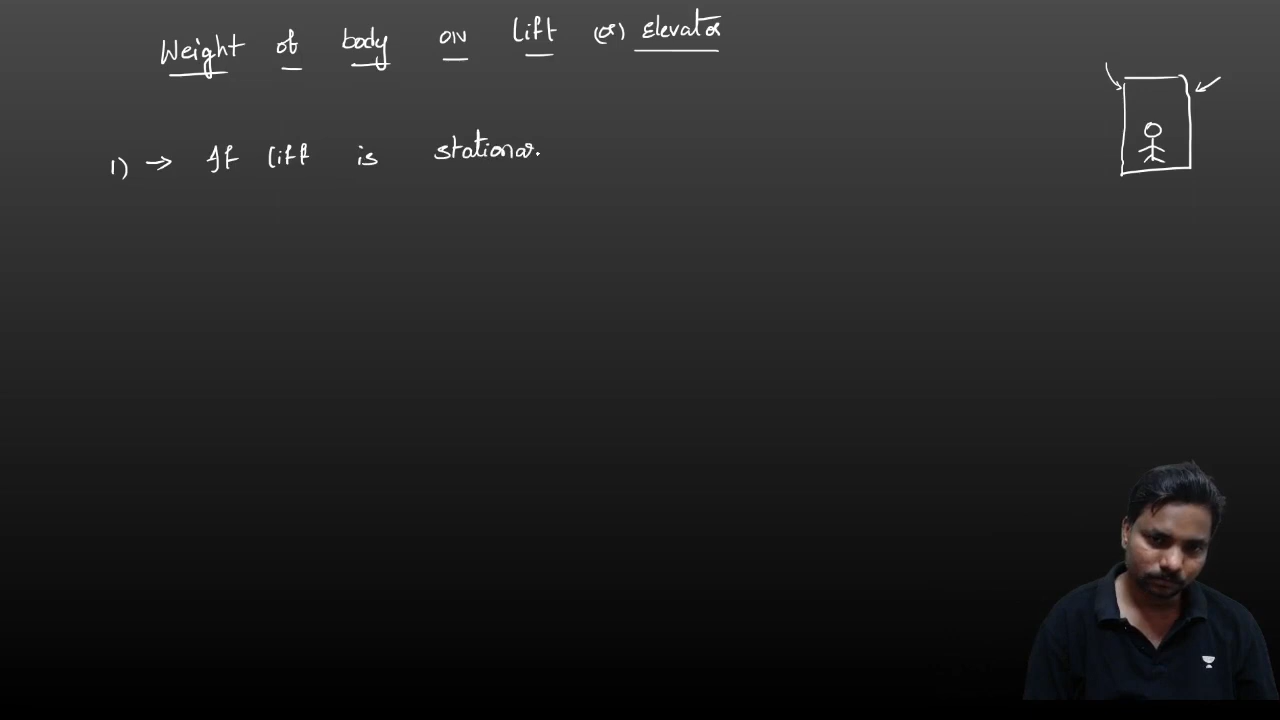 Weight of body on Lift (or) Elevator
1) → If lift is stationar.